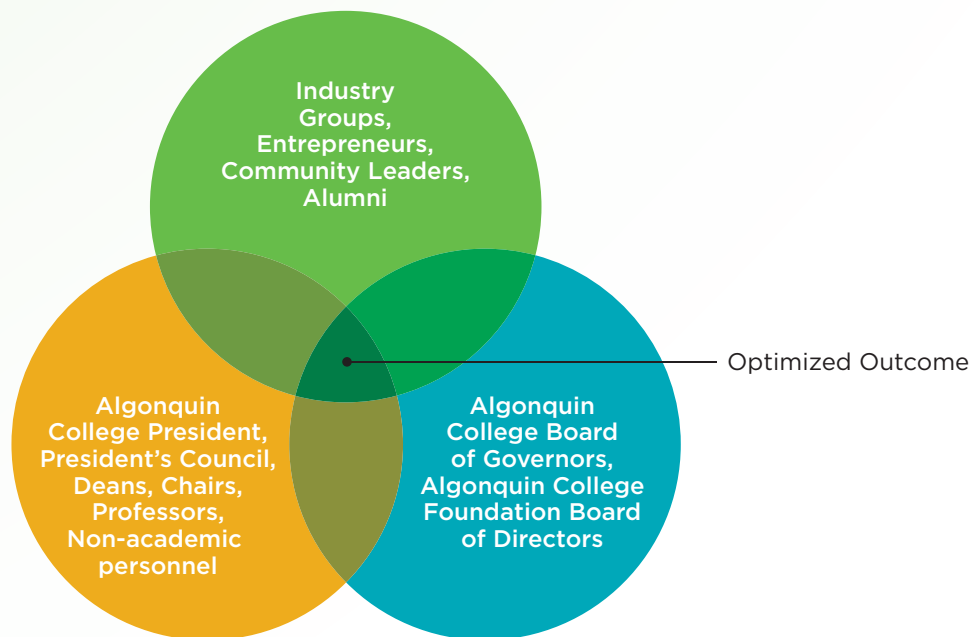 Industry
Groups,
Entrepreneurs,
Community Leaders,
Alumni
Optimized Outcome
Algonquin
College President,
President’s Council,
Deans, Chairs,
Professors,
Non-academic
personnel
Algonquin
College Board
of Governors,
Algonquin College
Foundation Board
of Directors